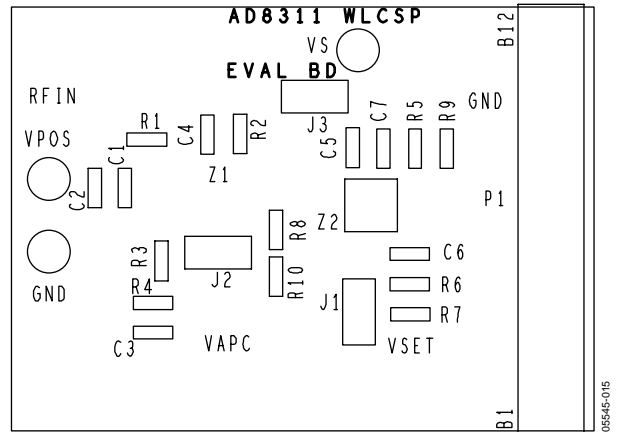 AD8311 WLCSP
B12
VS
EVAL BD
RFIN
GND
VPOS
R1
C4
R2
J3
C7
R5
R9
C1
C5
Z1
C2
P1
Z2
R8
C6
R3
J2
R10
R6
GND
R4
J1
R7
C3
VAPC
VSET
B1
05545-015